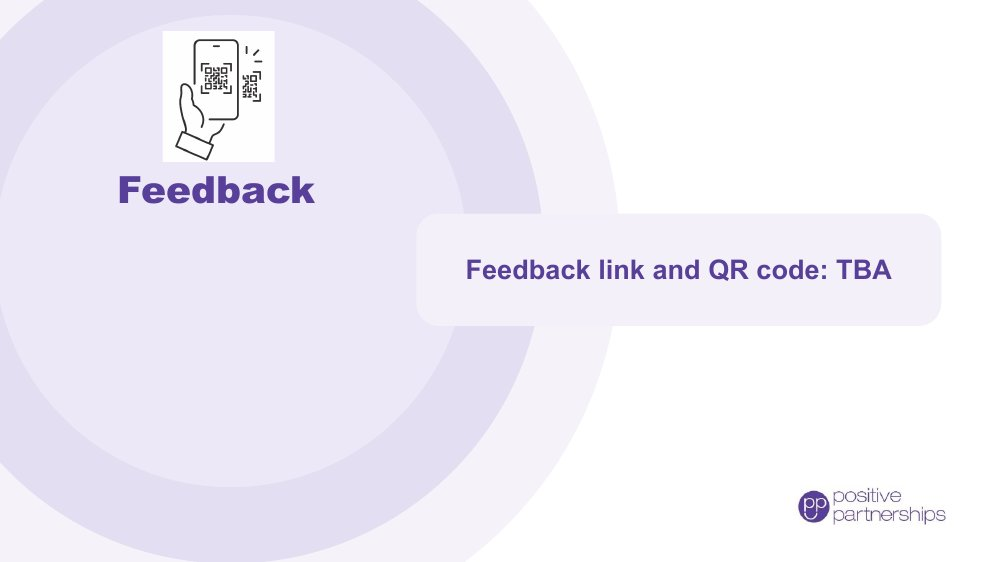 Feedback
Feedback link and QR code: TBA
pp
positive
partnerships